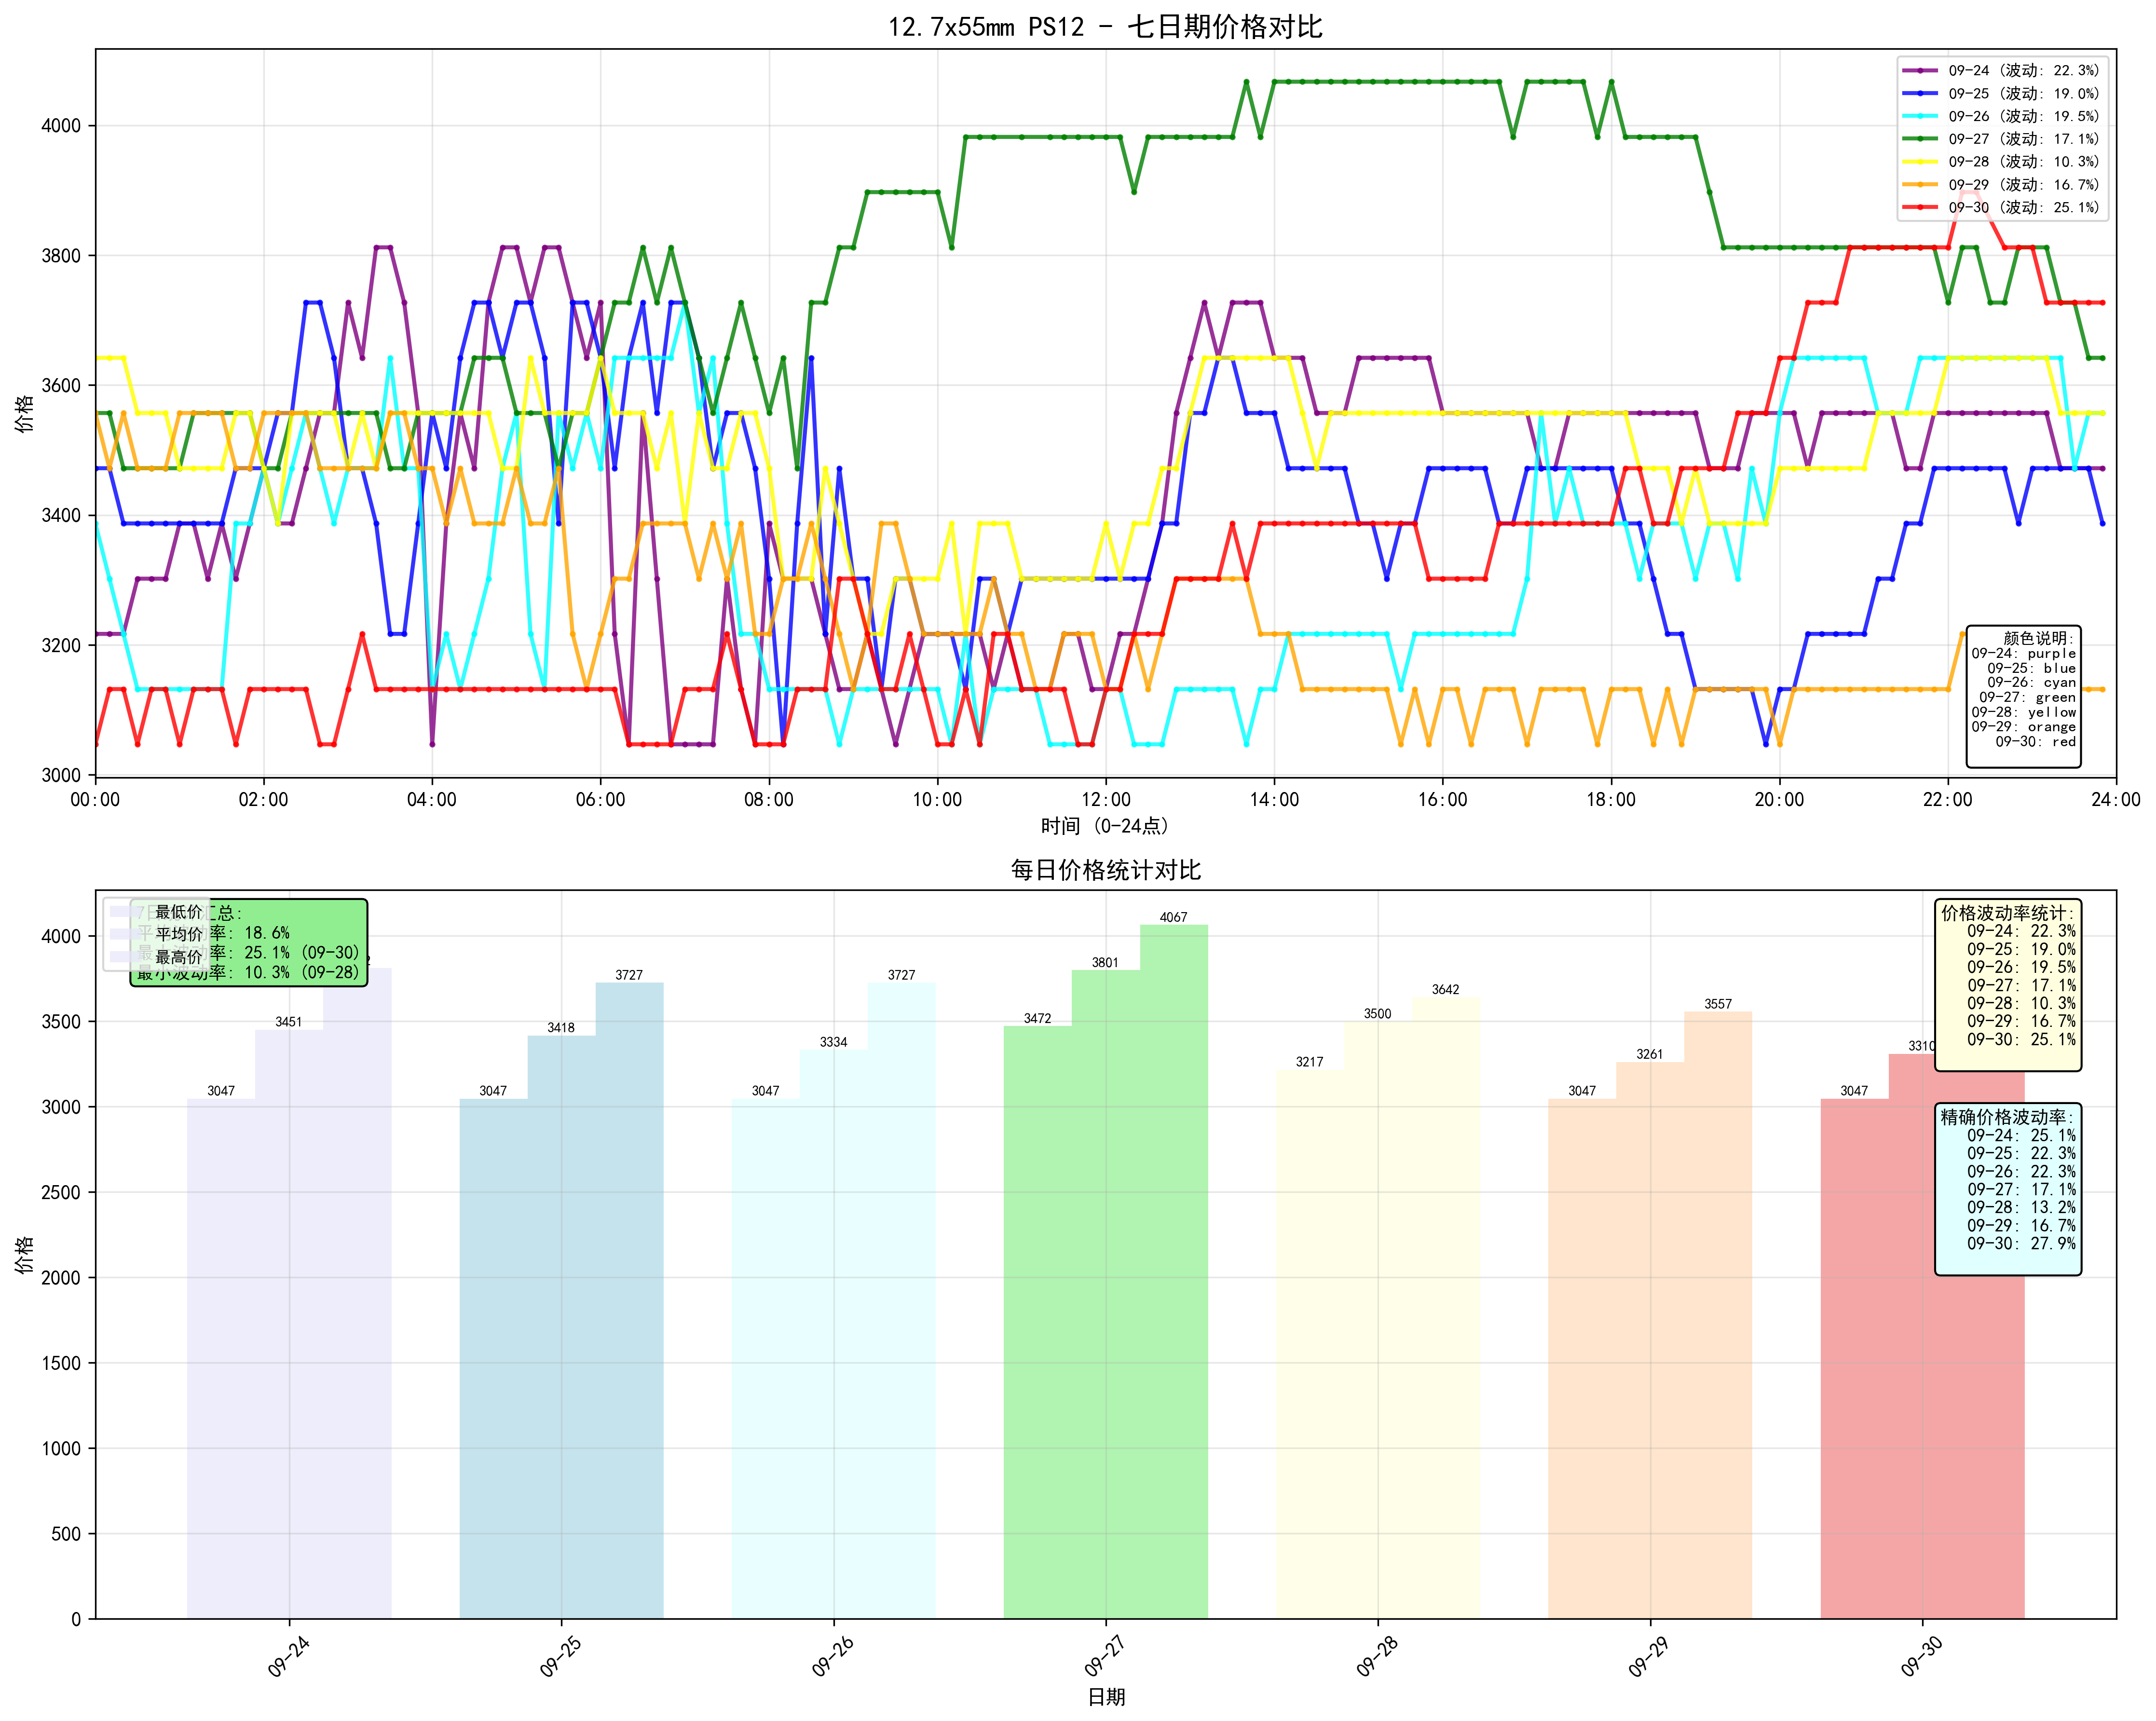 12.7x55mm PS12 - 七日期价格对比
价格
4000
3800
3600
3400
3200
3000
09-24 (波动: 22.3%)
09-25 (波动: 19.0%)
09-26 (波动: 19.5%)
09-27 (波动: 17.1%)
09-28 (波动: 10.3%)
09-29 (波动: 16.7%)
09-30 (波动: 25.1%)
颜色说明:
09-24: purple
09-25: blue
09-26: cyan
09-27: green
09-28: yellow
09-29: orange
09-30: red
00:00 02:00 04:00 06:00 08:00 10:00 12:00 14:00 16:00 18:00 20:00 22:00 24:00
时间 (0-24点)
每日价格统计对比
价格
4000
3500
3000
2500
2000
1500
1000
500
0
最低价
平均价
最高价
汇总:
率: 18.6%
率: 25.1% (09-30)
最小波动率: 10.3% (09-28)
3047 3451
3047 3418 3727
3047 3334 3727
3472 3801 4067
3217 3500 3642
3047 3261 3557
3047 3310
价格波动率统计:
09-24: 22.3%
09-25: 19.0%
09-26: 19.5%
09-27: 17.1%
09-28: 10.3%
09-29: 16.7%
09-30: 25.1%
精确价格波动率:
09-24: 25.1%
09-25: 22.3%
09-26: 22.3%
09-27: 17.1%
09-28: 13.2%
09-29: 16.7%
09-30: 27.9%
09-24 09-25 09-26 09-27 09-28 09-29 09-30
日期